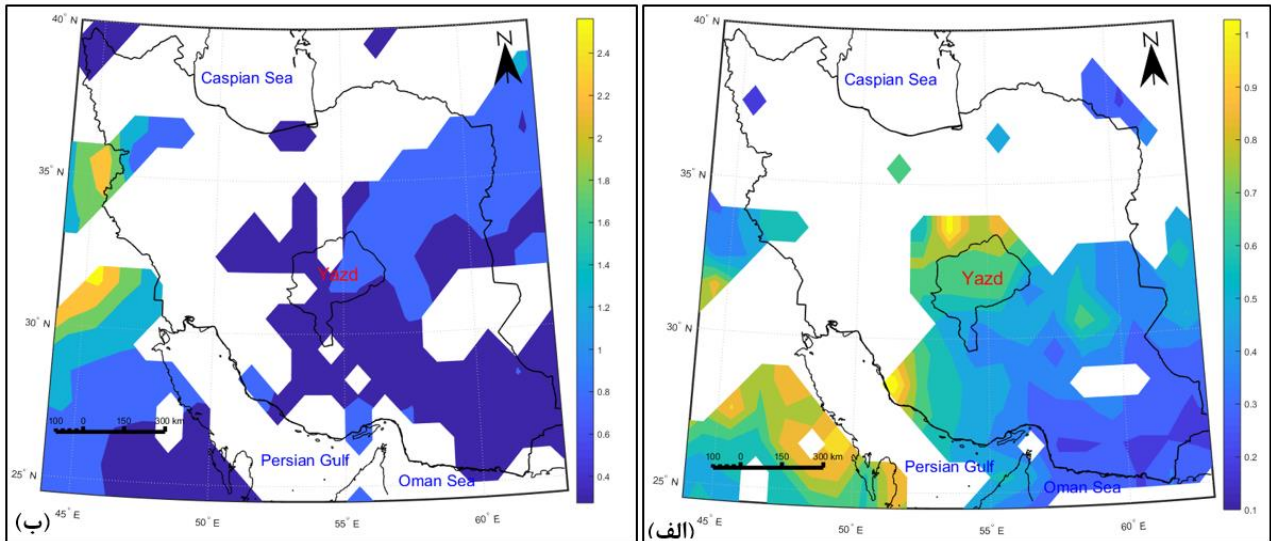 40° N
35° N
30° N
25° N
45° E
50° E
55° E
60° E
N
Caspian Sea
Yazd
Persian Gulf
Oman Sea
100 0 150 300 km
2.4
2.2
2
1.8
1.6
1.4
1.2
1
0.8
0.6
0.4
(ب)
40° N
35° N
30° N
25° N
45° E
50° E
55° E
60° E
N
Caspian Sea
Yazd
Persian Gulf
Oman Sea
100 0 150 300 km
1
0.9
0.8
0.7
0.6
0.5
0.4
0.3
0.2
0.1
(الف)